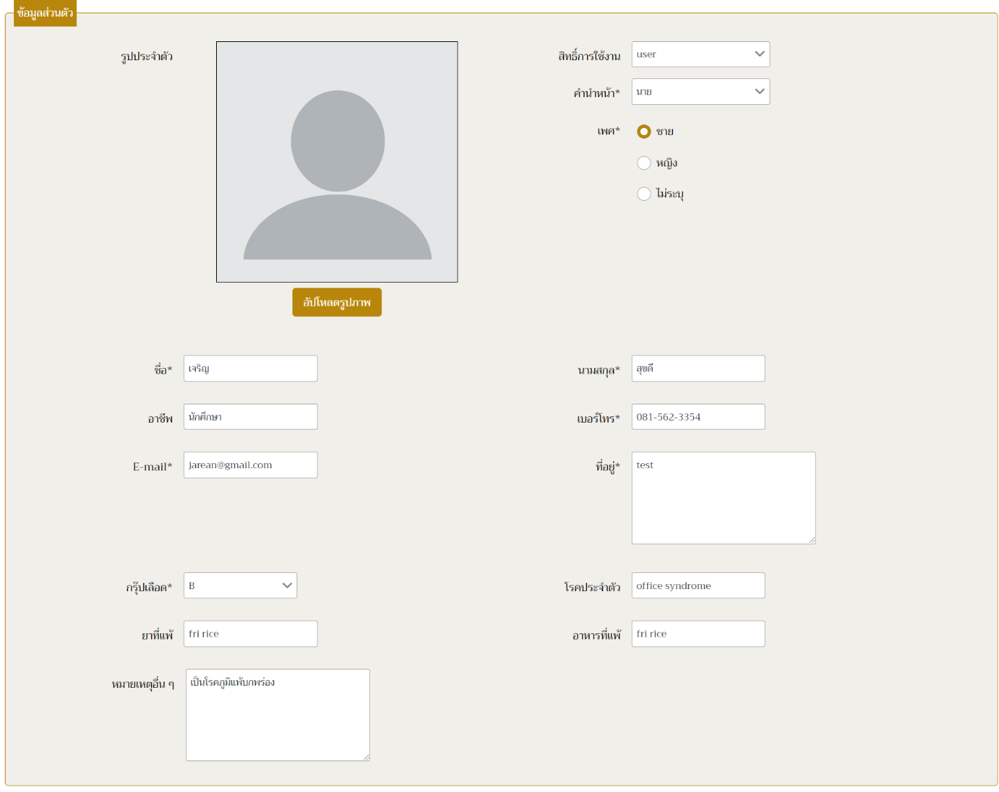 ข้อมูลส่วนตัว
รูปประจำตัว
สิทธิ์การใช้งาน user
คำนำหน้า* นาย
เพศ* ชาย
หญิง
ไม่ระบุ
อัปโหลดรูปภาพ
ชื่อ* เจริญ
นามสกุล* สุขดี
อาชีพ นักศึกษา
เบอร์โทร* 081-562-3354
E-mail* jarean@gmail.com
ที่อยู่* test
กรุ๊ปเลือด* B
โรคประจำตัว office syndrome
ยาที่แพ้ fri rice
อาหารที่แพ้ fri rice
หมายเหตุอื่น ๆ เป็นโรคภูมิแพ้บกพร่อง